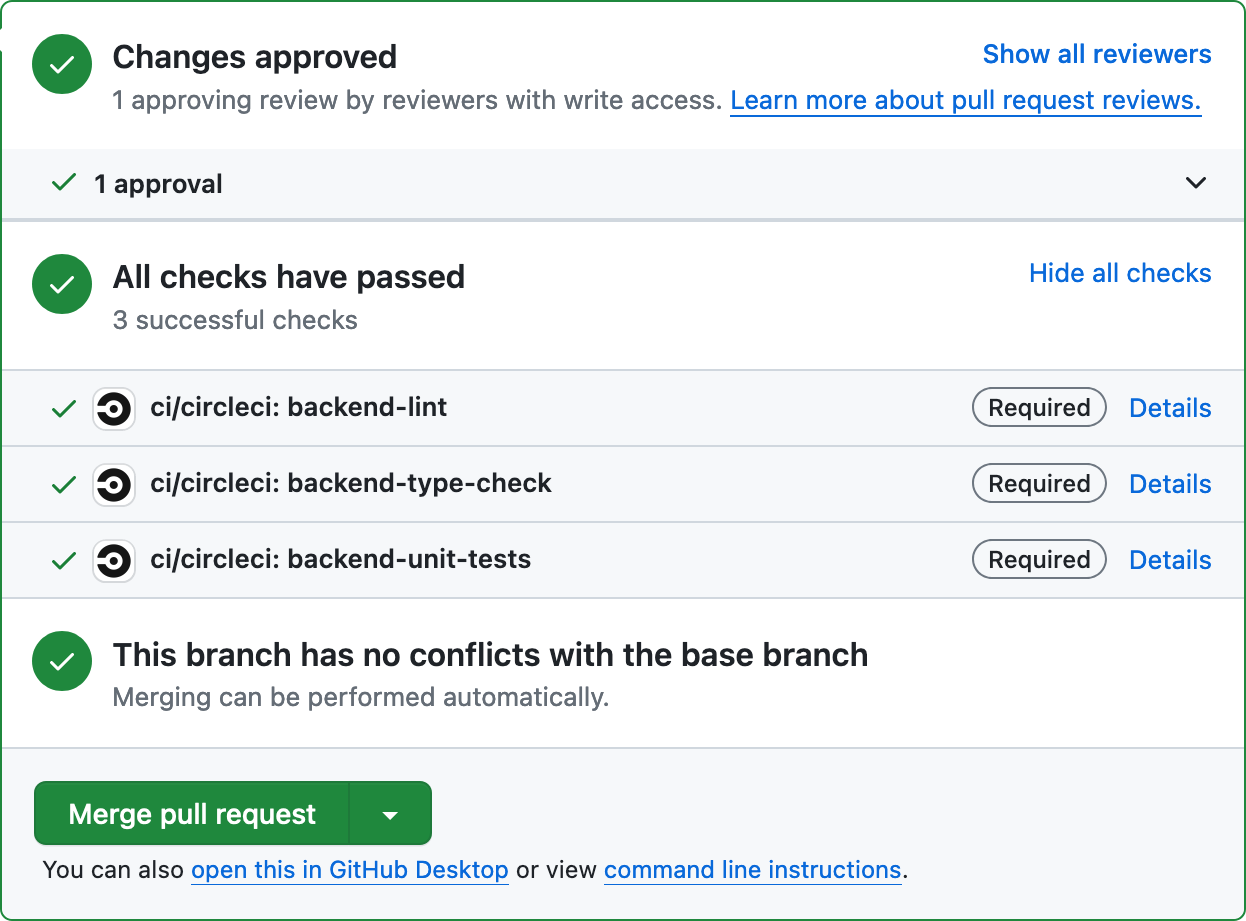 Changes approved
Show all reviewers
1 approving review by reviewers with write access. Learn more about pull request reviews.
1 approval
All checks have passed
Hide all checks
3 successful checks
ci/circleci: backend-lint Required Details
ci/circleci: backend-type-check Required Details
ci/circleci: backend-unit-tests Required Details
This branch has no conflicts with the base branch
Merging can be performed automatically.
Merge pull request
You can also open this in GitHub Desktop or view command line instructions.